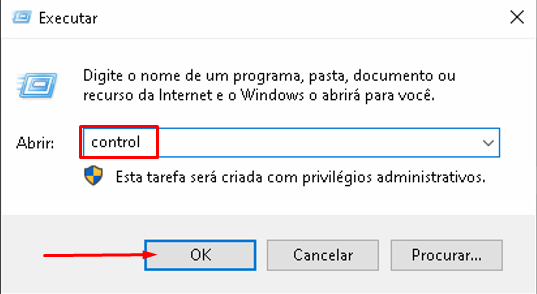 Executar
Digite o nome de um programa, pasta, documento ou
recurso da Internet e o Windows o abrirá para você.
Abrir: control
Esta tarefa será criada com privilégios administrativos.
OK Cancelar Procurar...